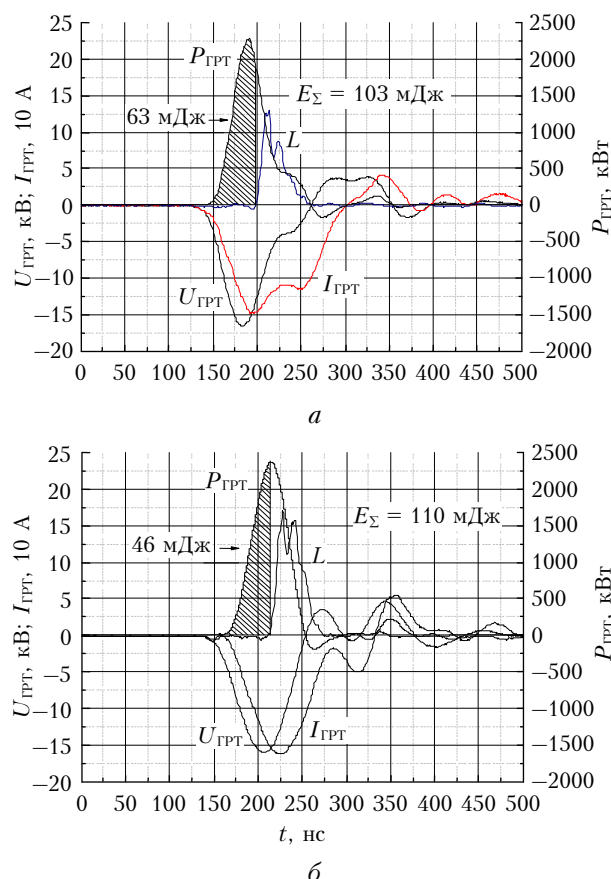 25
20
15
10
5
0
−5
−10
−15
−20
U_ГРТ, кВ; I_ГРТ, 10 А
P_ГРТ
63 мДж
E_Σ = 103 мДж
L
U_ГРТ
I_ГРТ
2500
2000
1500
1000
500
0
−500
−1000
−1500
−2000
P_ГРТ, кВт
0 50 100 150 200 250 300 350 400 450 500
а
25
20
15
10
5
0
−5
−10
−15
−20
U_ГРТ, кВ; I_ГРТ, 10 А
P_ГРТ
46 мДж
E_Σ = 110 мДж
L
U_ГРТ
I_ГРТ
2500
2000
1500
1000
500
0
−500
−1000
−1500
−2000
P_ГРТ, кВт
0 50 100 150 200 250 300 350 400 450 500
t, нс
б